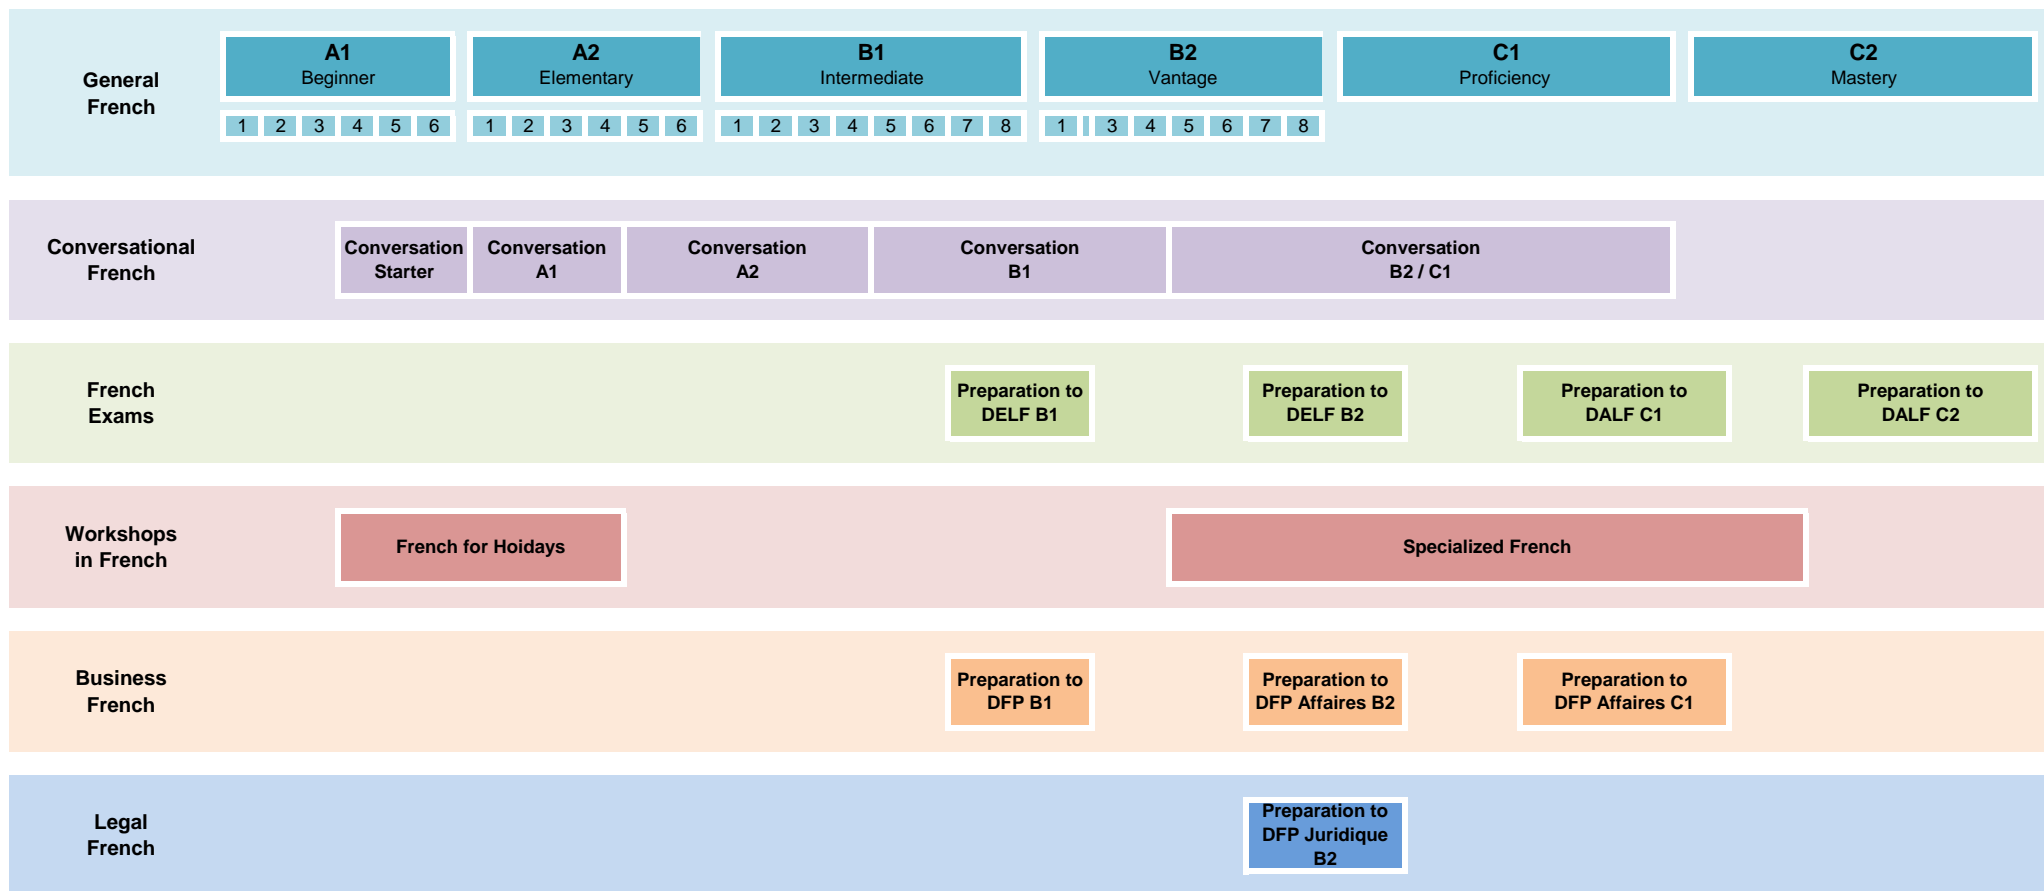 General
French
A1
Beginner
A2
Elementary
B1
Intermediate
B2
Vantage
C1
Proficiency
C2
Mastery
1 2 3 4 5 6
1 2 3 4 5 6
1 2 3 4 5 6 7 8
1 3 4 5 6 7 8
Conversational
French
Conversation
Starter
Conversation
A1
Conversation
A2
Conversation
B1
Conversation
B2 / C1
French
Exams
Preparation to
DELF B1
Preparation to
DELF B2
Preparation to
DALF C1
Preparation to
DALF C2
Workshops
in French
French for Hoidays
Specialized French
Business
French
Preparation to
DFP B1
Preparation to
DFP Affaires B2
Preparation to
DFP Affaires C1
Legal
French
Preparation to
DFP Juridique
B2